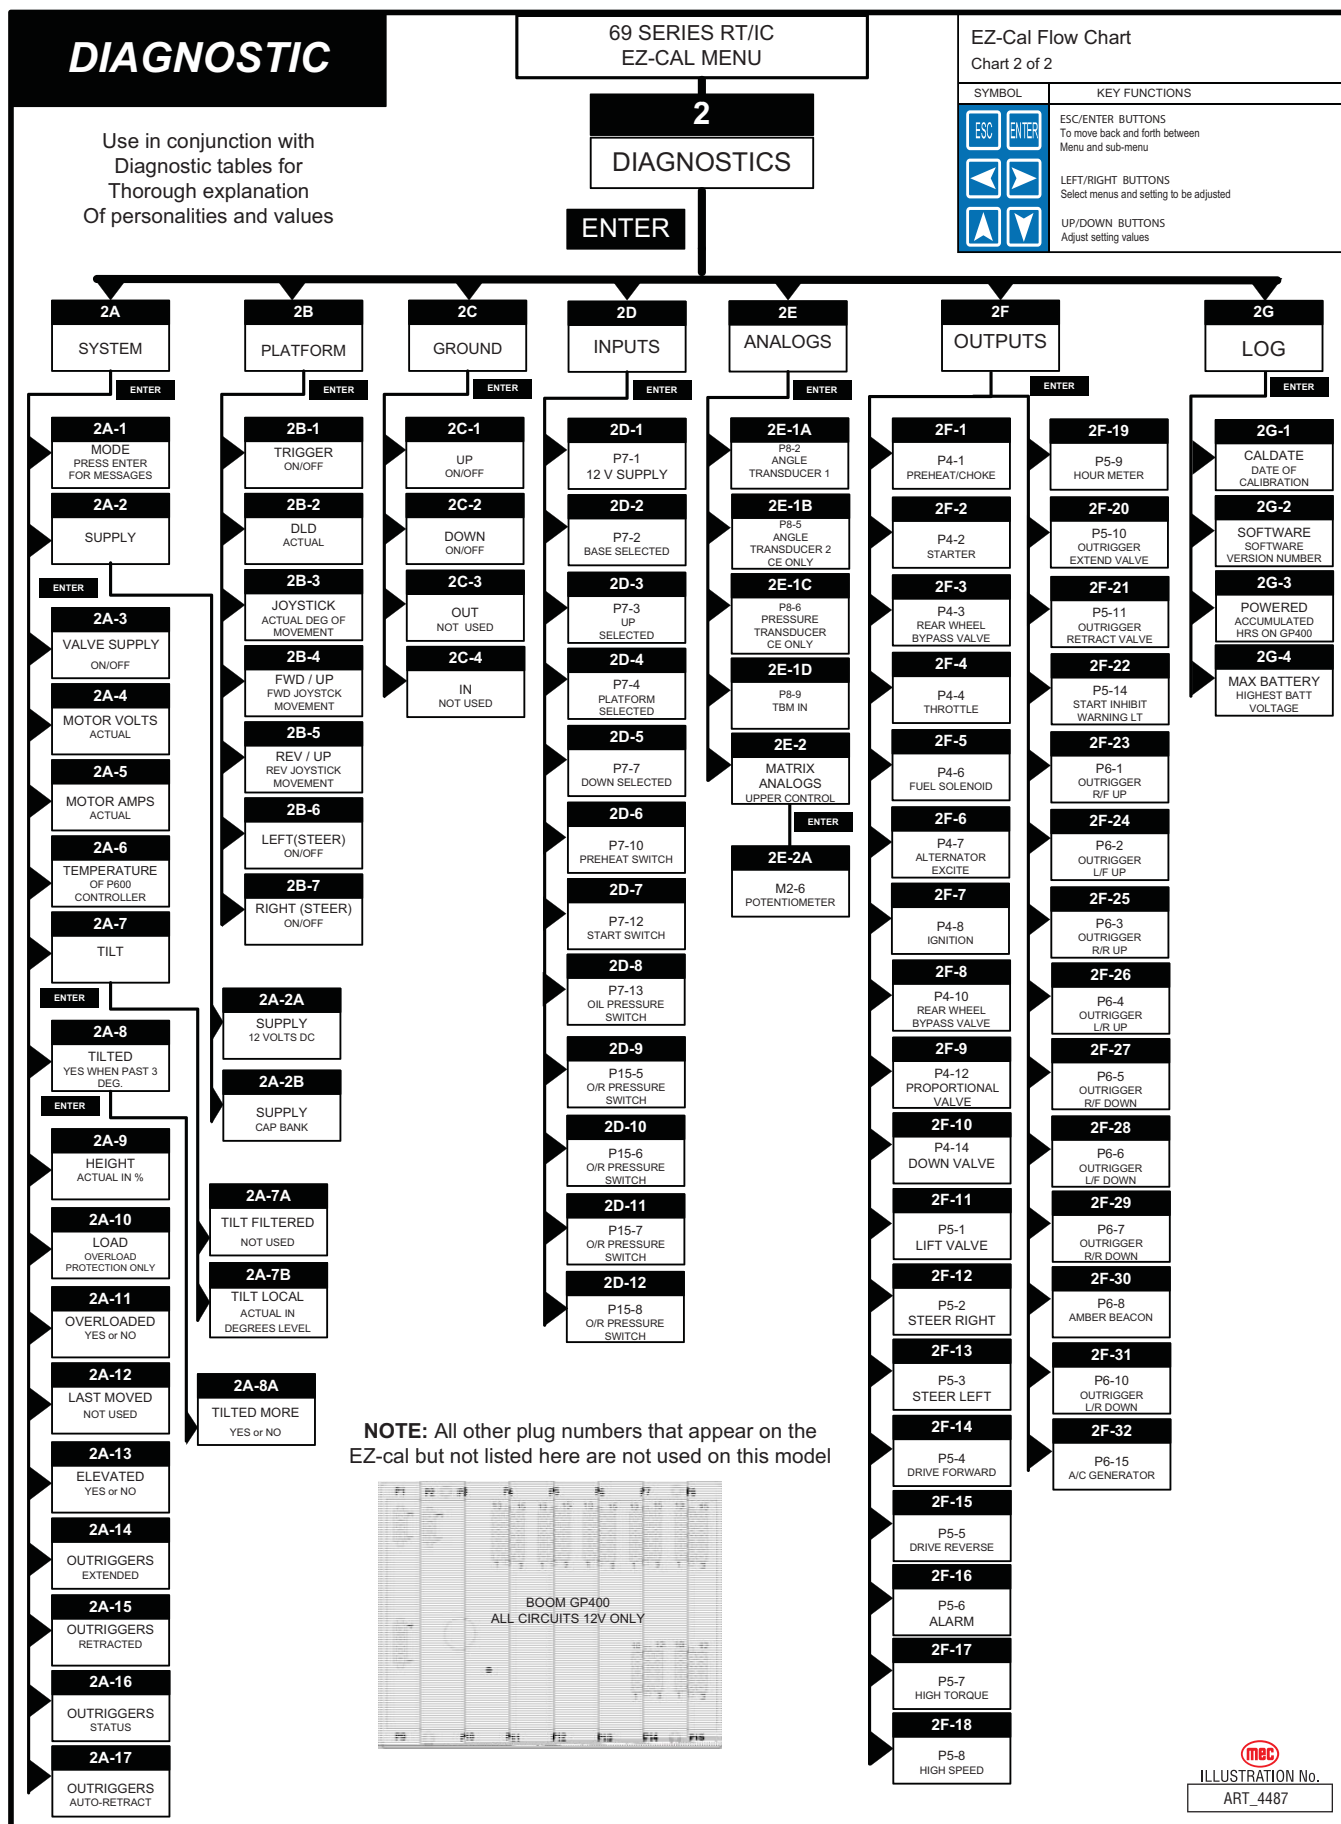 DIAGNOSTIC
Use in conjunction with
Diagnostic tables for
Thorough explanation
Of personalities and values
69 SERIES RT/IC
EZ-CAL MENU
2
DIAGNOSTICS
ENTER
EZ-Cal Flow Chart
Chart 2 of 2
SYMBOL
KEY FUNCTIONS
ESC
ENTER
ESC/ENTER BUTTONS
To move back and forth between
Menu and sub-menu
LEFT/RIGHT BUTTONS
Select menus and setting to be adjusted
UP/DOWN BUTTONS
Adjust setting values
2A
SYSTEM
ENTER
2A-1
MODE
PRESS ENTER
FOR MESSAGES
2A-2
SUPPLY
ENTER
2A-3
VALVE SUPPLY
ON/OFF
2A-4
MOTOR VOLTS
ACTUAL
2A-5
MOTOR AMPS
ACTUAL
2A-6
TEMPERATURE
OF P600
CONTROLLER
2A-7
TILT
ENTER
2A-8
TILTED
YES WHEN PAST 3
DEG.
ENTER
2A-9
HEIGHT
ACTUAL IN %
2A-10
LOAD
OVERLOAD
PROTECTION ONLY
2A-11
OVERLOADED
YES or NO
2A-12
LAST MOVED
NOT USED
2A-13
ELEVATED
YES or NO
2A-14
OUTRIGGERS
EXTENDED
2A-15
OUTRIGGERS
RETRACTED
2A-16
OUTRIGGERS
STATUS
2A-17
OUTRIGGERS
AUTO-RETRACT
2B
PLATFORM
ENTER
2B-1
TRIGGER
ON/OFF
2B-2
DLD
ACTUAL
2B-3
JOYSTICK
ACTUAL DEG OF
MOVEMENT
2B-4
FWD / UP
FWD JOYSTCK
MOVEMENT
2B-5
REV / UP
REV JOYSTICK
MOVEMENT
2B-6
LEFT(STEER)
ON/OFF
2B-7
RIGHT (STEER)
ON/OFF
2A-2A
SUPPLY
12 VOLTS DC
2A-2B
SUPPLY
CAP BANK
2A-7A
TILT FILTERED
NOT USED
2A-7B
TILT LOCAL
ACTUAL IN
DEGREES LEVEL
2A-8A
TILTED MORE
YES or NO
2C
GROUND
ENTER
2C-1
UP
ON/OFF
2C-2
DOWN
ON/OFF
2C-3
OUT
NOT USED
2C-4
IN
NOT USED
2D
INPUTS
ENTER
2D-1
P7-1
12 V SUPPLY
2D-2
P7-2
BASE SELECTED
2D-3
P7-3
UP
SELECTED
2D-4
P7-4
PLATFORM
SELECTED
2D-5
P7-7
DOWN SELECTED
2D-6
P7-10
PREHEAT SWITCH
2D-7
P7-12
START SWITCH
2D-8
P7-13
OIL PRESSURE
SWITCH
2D-9
P15-5
O/R PRESSURE
SWITCH
2D-10
P15-6
O/R PRESSURE
SWITCH
2D-11
P15-7
O/R PRESSURE
SWITCH
2D-12
P15-8
O/R PRESSURE
SWITCH
2E
ANALOGS
ENTER
2E-1A
P8-2
ANGLE
TRANSDUCER 1
2E-1B
P8-5
ANGLE
TRANSDUCER 2
CE ONLY
2E-1C
P8-6
PRESSURE
TRANSDUCER
CE ONLY
2E-1D
P8-9
TBM IN
2E-2
MATRIX
ANALOGS
UPPER CONTROL
ENTER
2E-2A
M2-6
POTENTIOMETER
2F
OUTPUTS
ENTER
2F-1
P4-1
PREHEAT/CHOKE
2F-2
P4-2
STARTER
2F-3
P4-3
REAR WHEEL
BYPASS VALVE
2F-4
P4-4
THROTTLE
2F-5
P4-6
FUEL SOLENOID
2F-6
P4-7
ALTERNATOR
EXCITE
2F-7
P4-8
IGNITION
2F-8
P4-10
REAR WHEEL
BYPASS VALVE
2F-9
P4-12
PROPORTIONAL
VALVE
2F-10
P4-14
DOWN VALVE
2F-11
P5-1
LIFT VALVE
2F-12
P5-2
STEER RIGHT
2F-13
P5-3
STEER LEFT
2F-14
P5-4
DRIVE FORWARD
2F-15
P5-5
DRIVE REVERSE
2F-16
P5-6
ALARM
2F-17
P5-7
HIGH TORQUE
2F-18
P5-8
HIGH SPEED
2F-19
P5-9
HOUR METER
2F-20
P5-10
OUTRIGGER
EXTEND VALVE
2F-21
P5-11
OUTRIGGER
RETRACT VALVE
2F-22
P5-14
START INHIBIT
WARNING LT
2F-23
P6-1
OUTRIGGER
R/F UP
2F-24
P6-2
OUTRIGGER
L/F UP
2F-25
P6-3
OUTRIGGER
R/R UP
2F-26
P6-4
OUTRIGGER
L/R UP
2F-27
P6-5
OUTRIGGER
R/F DOWN
2F-28
P6-6
OUTRIGGER
L/F DOWN
2F-29
P6-7
OUTRIGGER
R/R DOWN
2F-30
P6-8
AMBER BEACON
2F-31
P6-10
OUTRIGGER
L/R DOWN
2F-32
P6-15
A/C GENERATOR
2G
LOG
ENTER
2G-1
CALDATE
DATE OF
CALIBRATION
2G-2
SOFTWARE
SOFTWARE
VERSION NUMBER
2G-3
POWERED
ACCUMULATED
HRS ON GP400
2G-4
MAX BATTERY
HIGHEST BATT
VOLTAGE
NOTE: All other plug numbers that appear on the
EZ-cal but not listed here are not used on this model
P1 P2 P3 P4 P5 P6 P7 P8
BOOM GP400
ALL CIRCUITS 12V ONLY
P9 P10 P11 P12 P13 P14 P15
mec
ILLUSTRATION No.
ART_4487